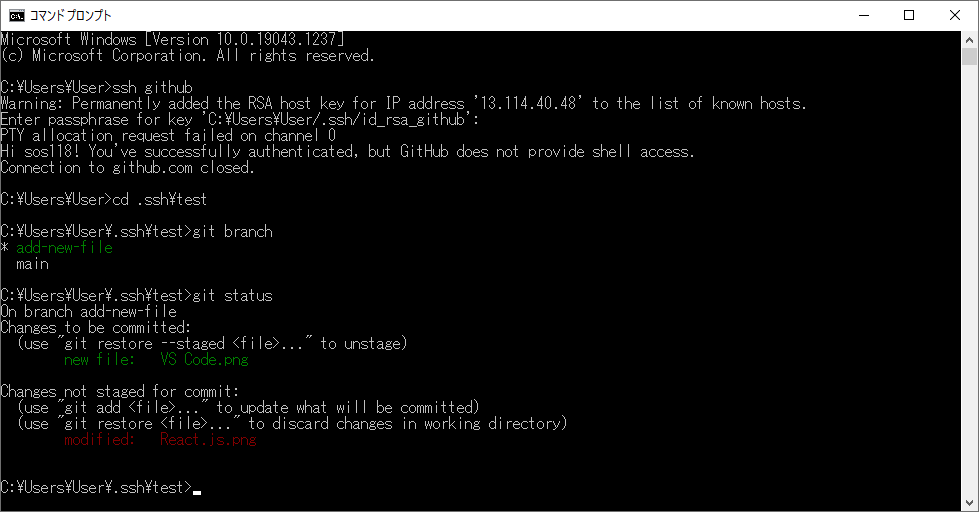 コマンドプロンプト
Microsoft Windows [Version 10.0.19043.1237]
(c) Microsoft Corporation. All rights reserved.
C:¥Users¥User>ssh github
Warning: Permanently added the RSA host key for IP address '13.114.40.48' to the list of known hosts.
Enter passphrase for key 'C:¥Users¥User/.ssh/id_rsa_github':
PTY allocation request failed on channel 0
Hi sos118! You've successfully authenticated, but GitHub does not provide shell access.
Connection to github.com closed.
C:¥Users¥User>cd .ssh¥test
C:¥Users¥User¥.ssh¥test>git branch
* add-new-file
main
C:¥Users¥User¥.ssh¥test>git status
On branch add-new-file
Changes to be committed:
(use "git restore --staged <file>..." to unstage)
new file:   VS Code.png
Changes not staged for commit:
(use "git add <file>..." to update what will be committed)
(use "git restore <file>..." to discard changes in working directory)
modified:   React.js.png
C:¥Users¥User¥.ssh¥test>